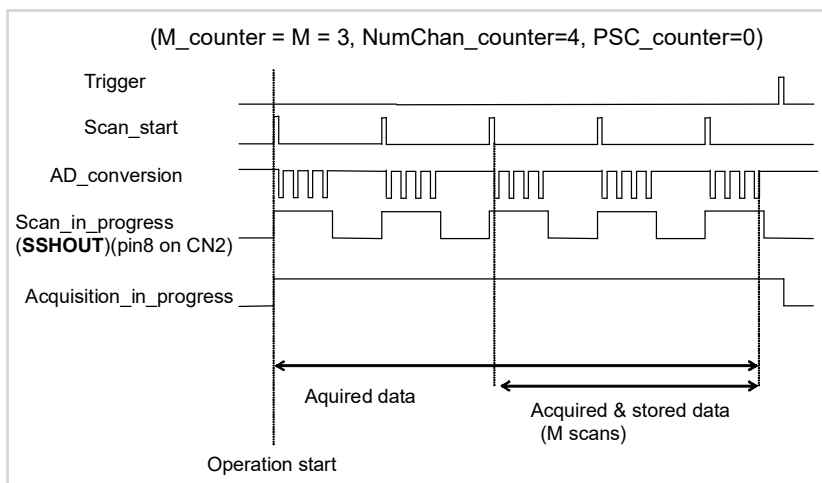 (M_counter = M = 3, NumChan_counter=4, PSC_counter=0)
Trigger
Scan_start
AD_conversion
Scan_in_progress
(SSHOUT)(pin8 on CN2)
Acquisition_in_progress
Aquired data
Acquired & stored data
(M scans)
Operation start